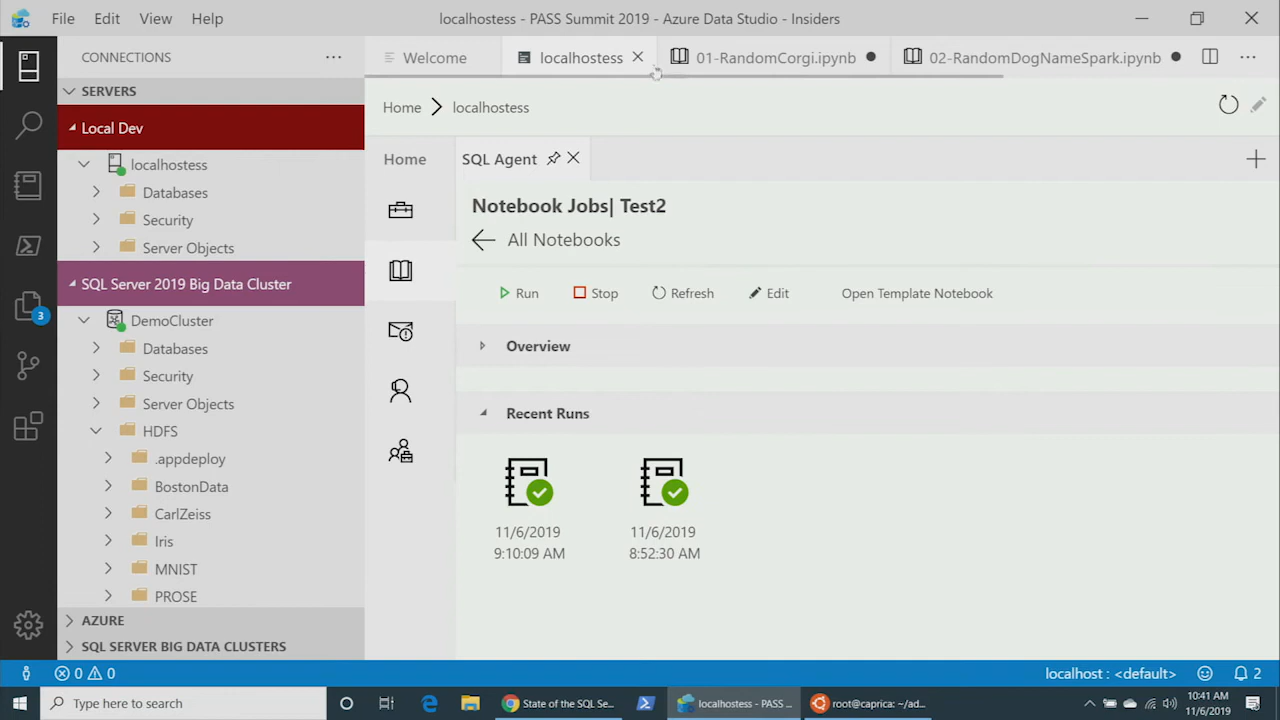 File Edit View Help
localhostess - PASS Summit 2019 - Azure Data Studio - Insiders
CONNECTIONS
SERVERS
Local Dev
localhostess
Databases
Security
Server Objects
SQL Server 2019 Big Data Cluster
DemoCluster
Databases
Security
Server Objects
HDFS
.appdeploy
BostonData
CarlZeiss
Iris
MNIST
PROSE
AZURE
SQL SERVER BIG DATA CLUSTERS
3
Welcome localhostess 01-RandomCorgi.ipynb 02-RandomDogNameSpark.ipynb
Home localhostess
Home SQL Agent
Notebook Jobs| Test2
All Notebooks
Run Stop Refresh Edit Open Template Notebook
Overview
Recent Runs
11/6/2019
9:10:09 AM
11/6/2019
8:52:30 AM
0 0 localhost : <default> 2
Type here to search State of the SQL Se... localhostess - PASS ... root@caprica: ~/ad... 10:41 AM
11/6/2019